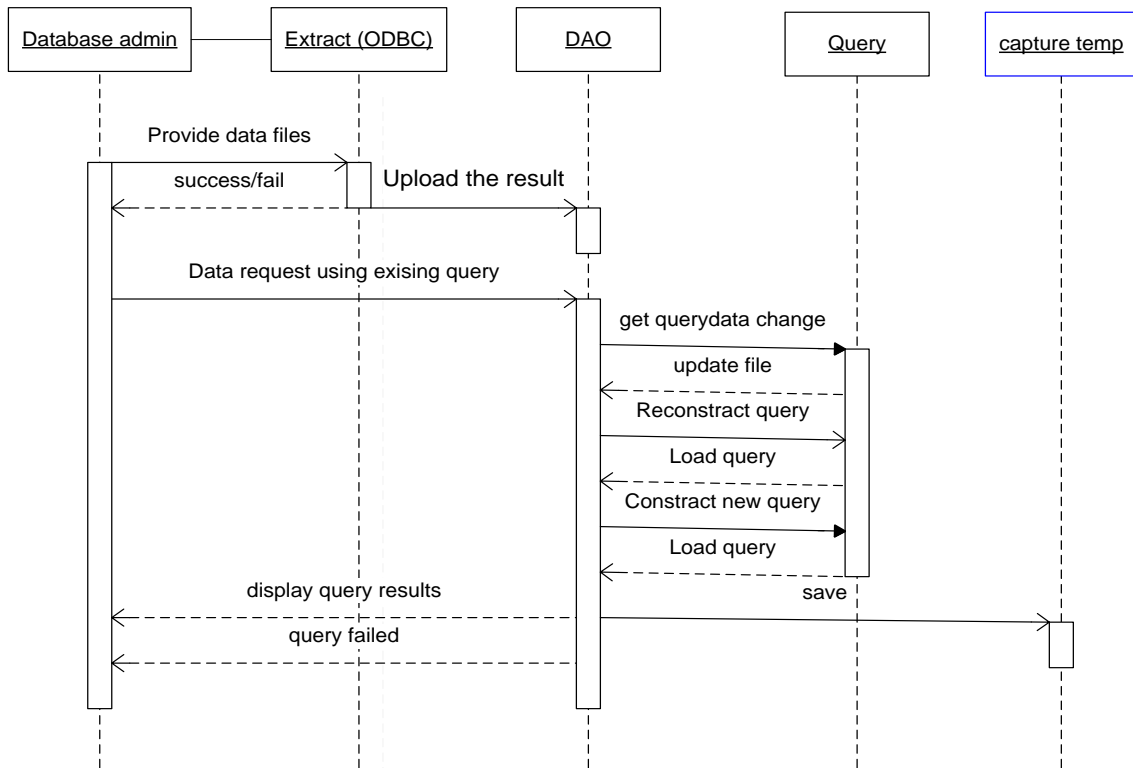 Database admin
Extract (ODBC)
DAO
Query
capture temp
Provide data files
success/fail
Upload the result
Data request using exising query
get querydata change
update file
Reconstract query
Load query
Constract new query
Load query
display query results
save
query failed